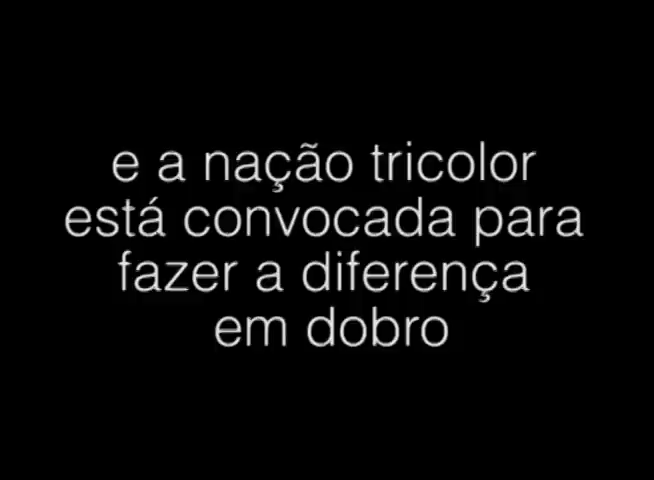 e a nação tricolor
está convocada para
fazer a diferença
em dobro